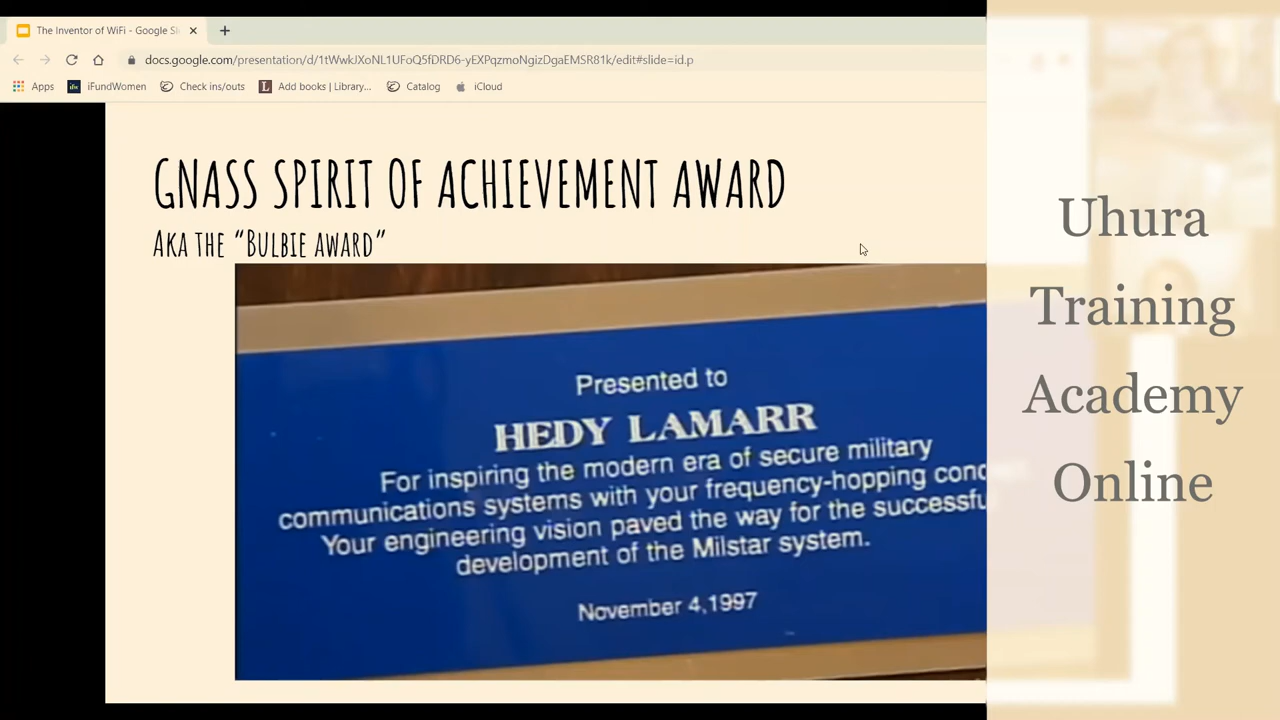 The Inventor of WiFi - Google Sl
docs.google.com/presentation/d/1tWwkJXoNL1UFoQ5fDRD6-yEXPqzmoNgizDgaEMSR81k/edit#slide=id.p
Apps iFundWomen Check ins/outs Add books | Library... Catalog iCloud
GNASS SPIRIT OF ACHIEVEMENT AWARD
AKA THE “BULBIE AWARD”
Presented to
HEDY LAMARR
For inspiring the modern era of secure military
communications systems with your frequency-hopping conc
Your engineering vision paved the way for the successfu
development of the Milstar system.
November 4, 1997
Uhura
Training
Academy
Online